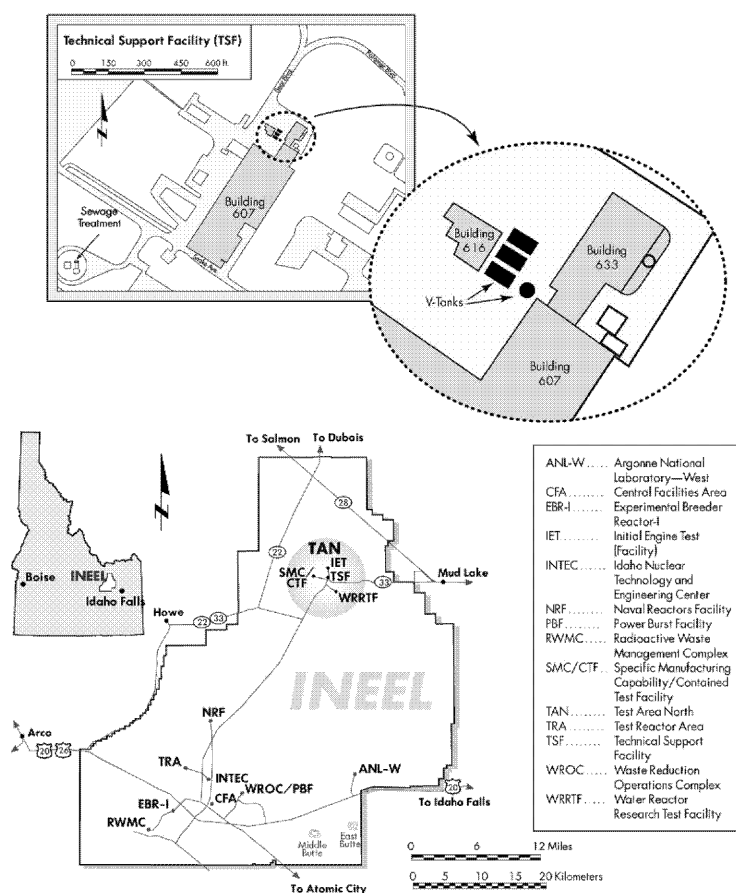 Technical Support Facility (TSF)
0 150 300 450 600 ft.
N
Sewage
Treatment
Building
607
Building
616
Building
633
V-Tanks
Building
607
To Salmon
To Dubois
28
22
TAN
IET
SMC/
CTF
TSF
33
Mud Lake
WRRTF
Howe
22
33
N
Boise
INEEL
Idaho Falls
INEEL
Arco
20
26
NRF
TRA
INTEC
WROC/PBF
ANL-W
CFA
EBR-I
RWMC
20
To Idaho Falls
Middle
Butte
East
Butte
To Atomic City
0 6 12 Miles
0 5 10 15 20 Kilometers
ANL-W..... Argonne National
Laboratory—West
CFA......... Central Facilities Area
EBR-I........ Experimental Breeder
Reactor-I
IET........... Initial Engine Test
(Facility)
INTEC...... Idaho Nuclear
Technology and
Engineering Center
NRF......... Naval Reactors Facility
PBF.......... Power Burst Facility
RWMC..... Radioactive Waste
Management Complex
SMC/CTF.. Specific Manufacturing
Capability/Contained
Test Facility
TAN......... Test Area North
TRA.......... Test Reactor Area
TSF.......... Technical Support
Facility
WROC..... Waste Reduction
Operations Complex
WRRTF..... Water Reactor
Research Test Facility